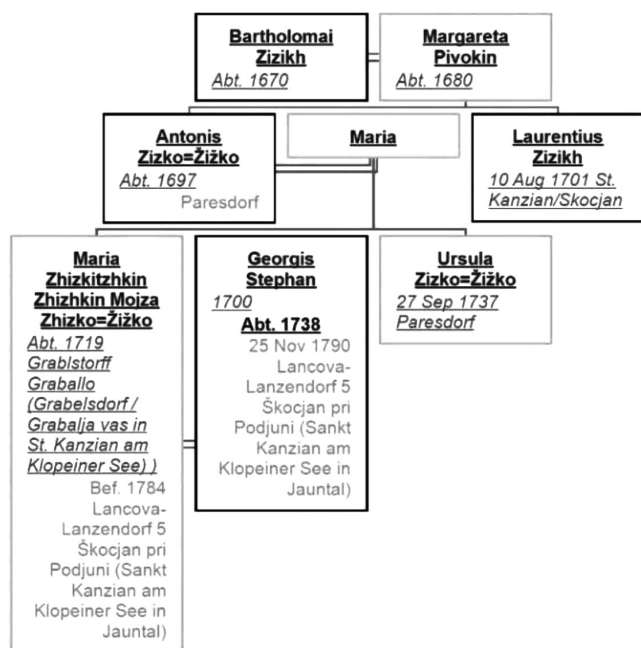 Bartholomai
Zizikh
Abt. 1670
Margareta
Pivokin
Abt. 1680
Antonis
Zizko=Žižko
Abt. 1697
Paresdorf
Maria
Laurentius
Zizikh
10 Aug 1701 St.
Kanzian/Skocjan
Maria
Zhizkitzhkin
Zhizhkin Mojza
Zhizko=Žižko
Abt. 1719
Grablstorff
Graballo
(Grabelsdorf /
Grabalja vas in
St. Kanzian am
Klopeiner See) )
Bef. 1784
Lancova-
Lanzendorf 5
Škocjan pri
Podjuni (Sankt
Kanzian am
Klopeiner See in
Jauntal)
Georgis
Stephan
1700
Abt. 1738
25 Nov 1790
Lancova-
Lanzendorf 5
Škocjan pri
Podjuni (Sankt
Kanzian am
Klopeiner See in
Jauntal)
Ursula
Zizko=Žižko
27 Sep 1737
Paresdorf